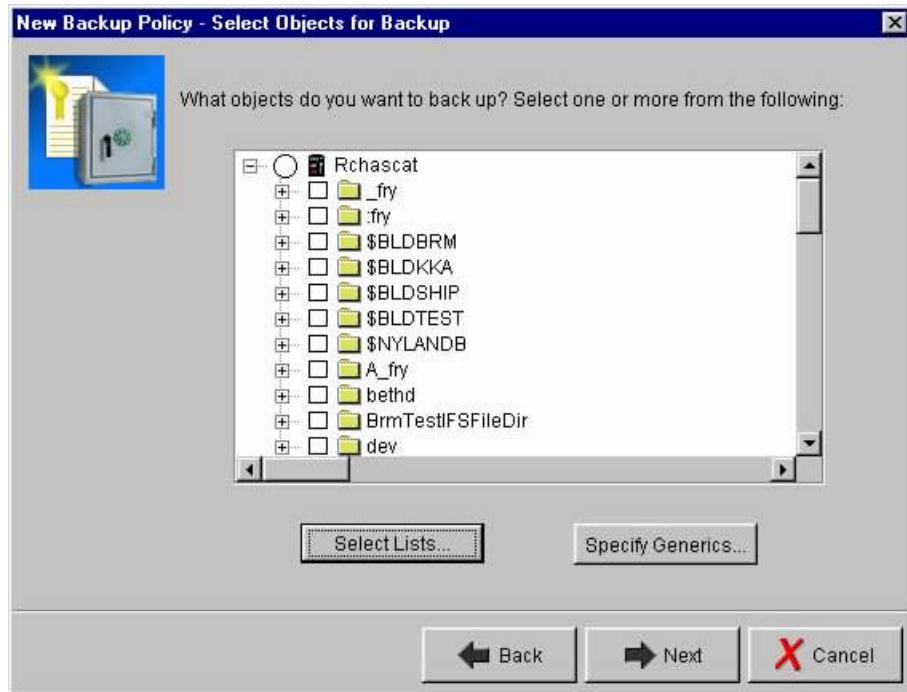 New Backup Policy - Select Objects for Backup
What objects do you want to back up? Select one or more from the following:
Rchascat
_fry
:fry
$BLDBRM
$BLDKKA
$BLDSHIP
$BLDTEST
$NYLANDB
A_fry
bethd
BrmTestIFSFileDir
dev
Select Lists...
Specify Generics...
Back
Next
Cancel